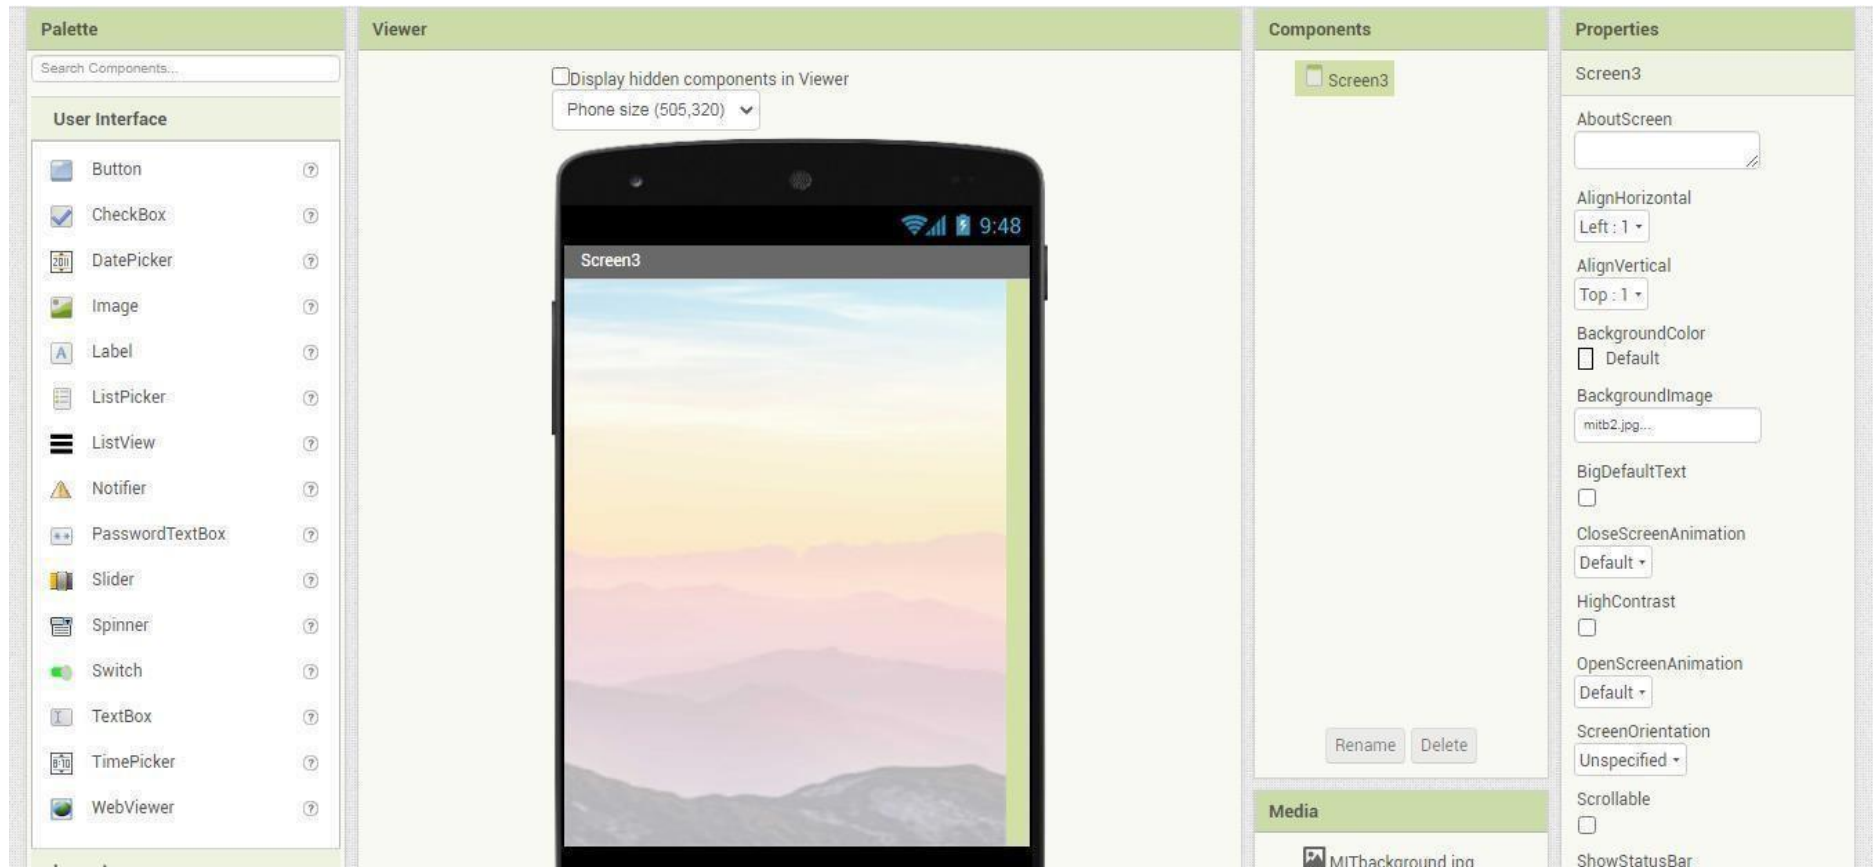 Palette
Search Components...
User Interface
Button
CheckBox
DatePicker
Image
Label
ListPicker
ListView
Notifier
PasswordTextBox
Slider
Spinner
Switch
TextBox
TimePicker
WebViewer
Viewer
Display hidden components in Viewer
Phone size (505,320)
9:48
Screen3
Components
Screen3
Rename Delete
Media
MITbackground.jpg
Properties
Screen3
AboutScreen
AlignHorizontal
Left : 1
AlignVertical
Top : 1
BackgroundColor
Default
BackgroundImage
mitb2.jpg...
BigDefaultText
CloseScreenAnimation
Default
HighContrast
OpenScreenAnimation
Default
ScreenOrientation
Unspecified
Scrollable
ShowStatusBar